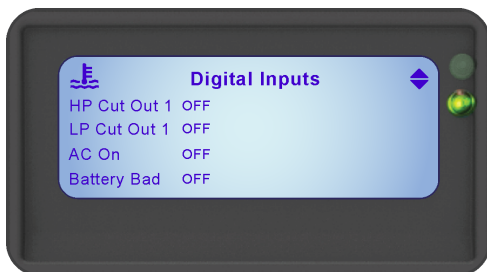 Digital Inputs
HP Cut Out 1 OFF
LP Cut Out 1 OFF
AC On OFF
Battery Bad OFF